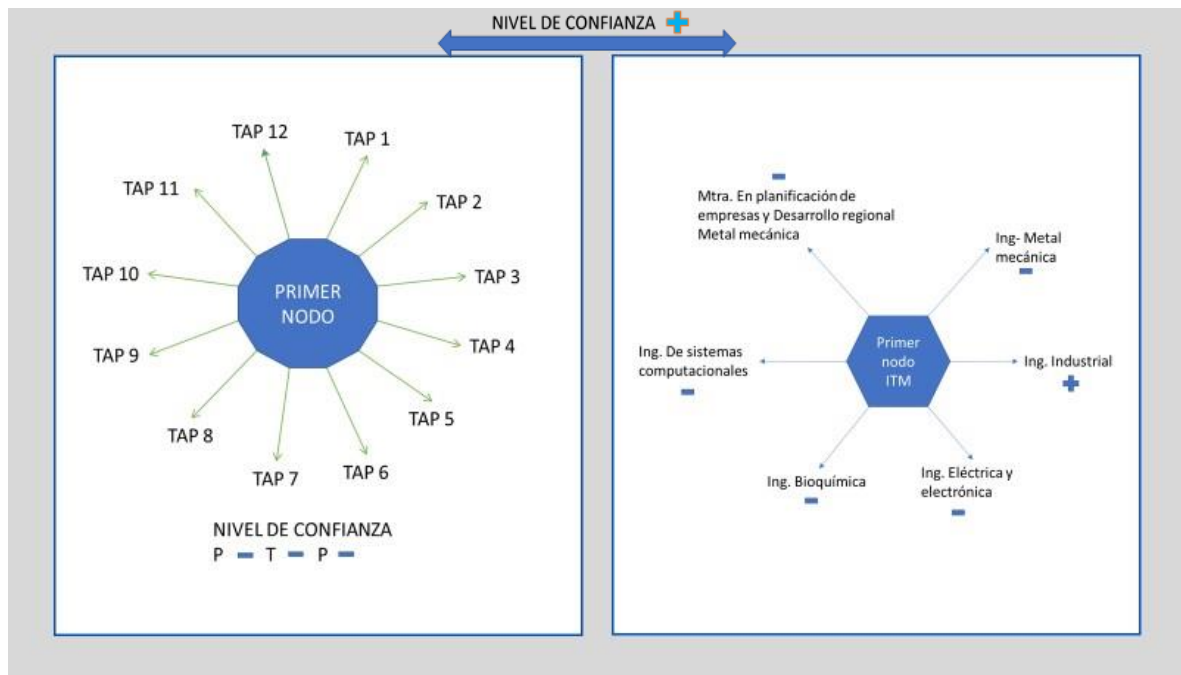 NIVEL DE CONFIANZA
TAP 12
TAP 1
TAP 11
TAP 2
TAP 10
TAP 3
TAP 9
TAP 4
TAP 8
TAP 5
TAP 7
TAP 6
PRIMER
NODO
NIVEL DE CONFIANZA
P - T - P -
Mtra. En planificación de
empresas y Desarrollo regional
Metal mecánica
Ing- Metal
mecánica
Ing. De sistemas
computacionales
Primer
nodo
ITM
Ing. Industrial
Ing. Bioquímica
Ing. Eléctrica y
electrónica